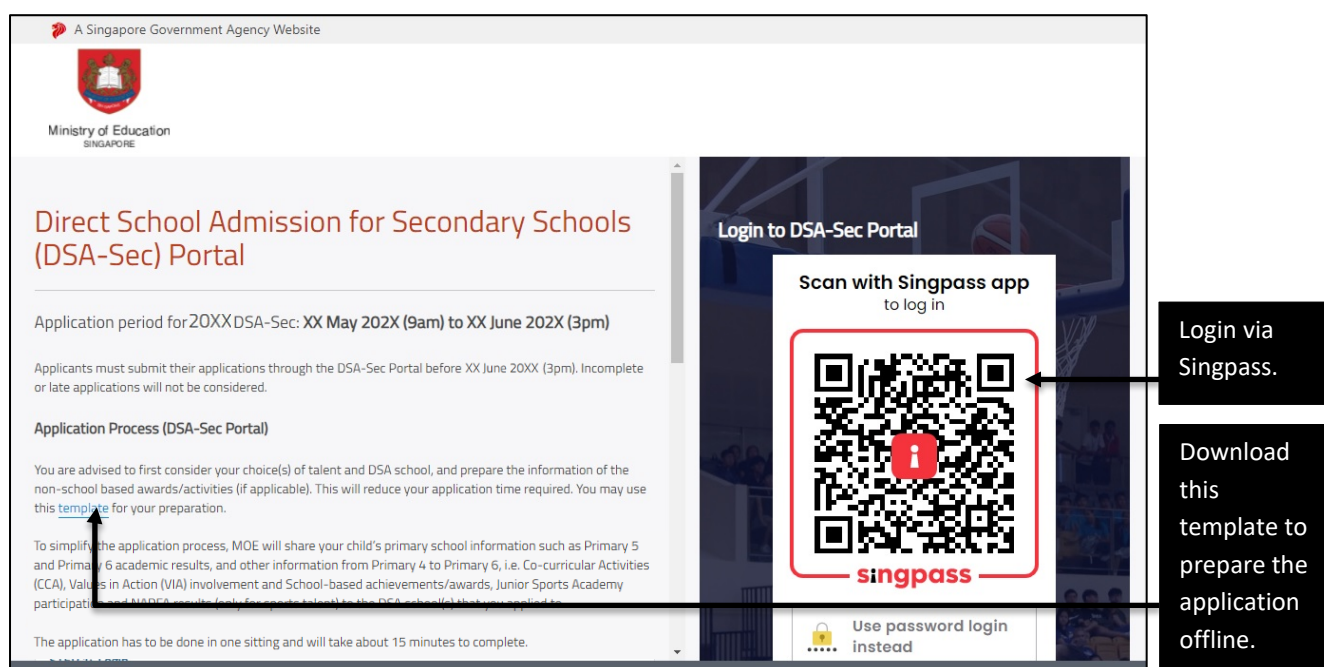 A Singapore Government Agency Website
Ministry of Education
SINGAPORE
Direct School Admission for Secondary Schools
(DSA-Sec) Portal
Application period for 20XX DSA-Sec: XX May 202X (9am) to XX June 202X (3pm)
Applicants must submit their applications through the DSA-Sec Portal before XX June 20XX (3pm). Incomplete
or late applications will not be considered.
Application Process (DSA-Sec Portal)
You are advised to first consider your choice(s) of talent and DSA school, and prepare the information of the
non-school based awards/activities (if applicable). This will reduce your application time required. You may use
this template for your preparation.
To simplify the application process, MOE will share your child's primary school information such as Primary 5
and Primary 6 academic results, and other information from Primary 4 to Primary 6, i.e. Co-curricular Activities
(CCA), Values in Action (VIA) involvement and School-based achievements/awards, Junior Sports Academy
participation and NAPFA results (only for sports talent) to the DSA school(s) that you applied to.
The application has to be done in one sitting and will take about 15 minutes to complete.
Login to DSA-Sec Portal
Scan with Singpass app
to log in
singpass
Use password login
instead
Login via
Singpass.
Download
this
template to
prepare the
application
offline.